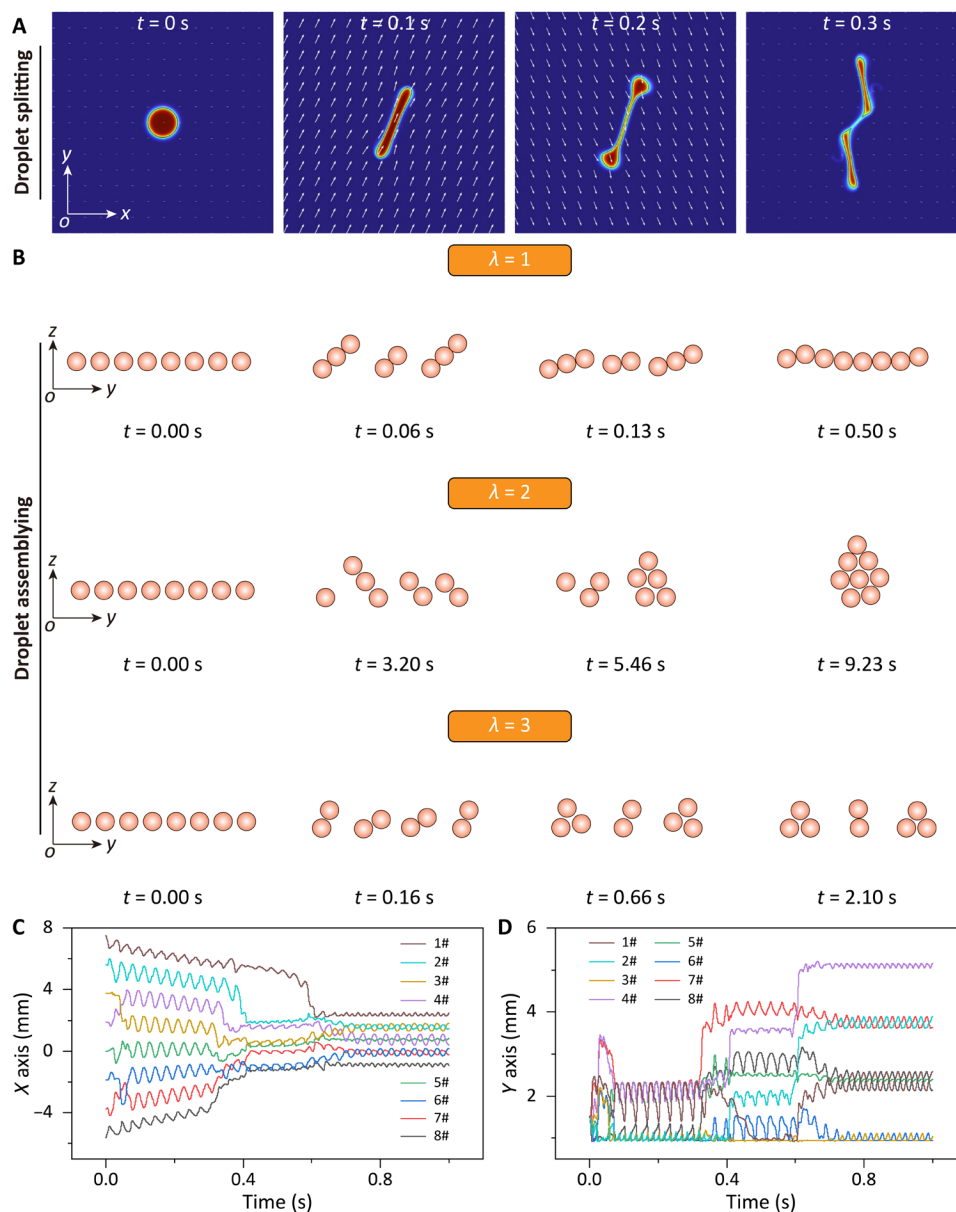 A
Droplet splitting
t = 0 s
t = 0.1 s
t = 0.2 s
t = 0.3 s
y
o
x
B
Droplet assemblying
λ = 1
z
o
y
t = 0.00 s
t = 0.06 s
t = 0.13 s
t = 0.50 s
λ = 2
z
o
y
t = 0.00 s
t = 3.20 s
t = 5.46 s
t = 9.23 s
λ = 3
z
o
y
t = 0.00 s
t = 0.16 s
t = 0.66 s
t = 2.10 s
C
X axis (mm)
8
4
0
−4
0.0
0.4
0.8
Time (s)
1#
2#
3#
4#
5#
6#
7#
8#
D
Y axis (mm)
6
4
2
0.0
0.4
0.8
Time (s)
1# 5#
2# 6#
3# 7#
4# 8#